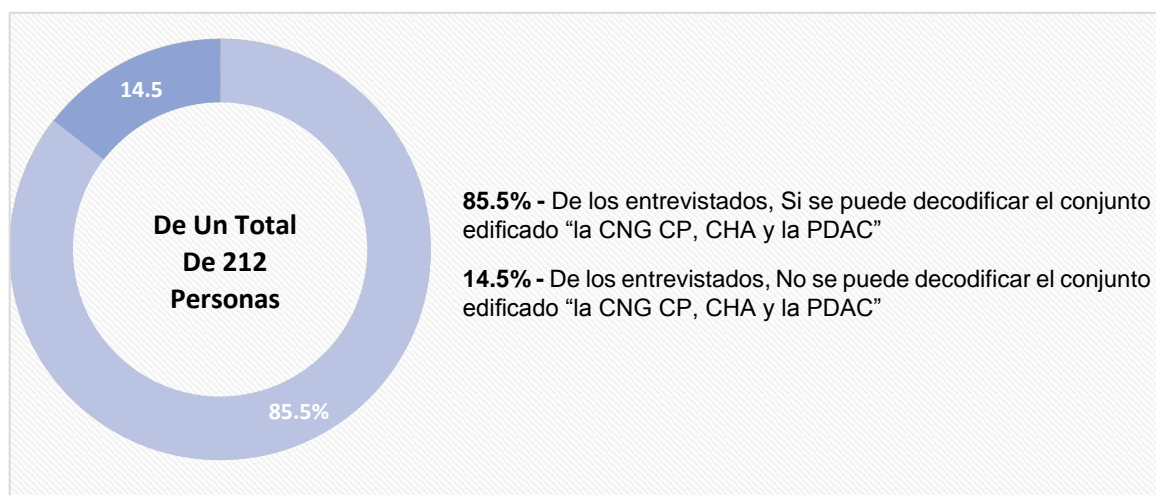 14.5
De Un Total
De 212
Personas
85.5%
85.5% - De los entrevistados, Si se puede decodificar el conjunto
edificado “la CNG CP, CHA y la PDAC”
14.5% - De los entrevistados, No se puede decodificar el conjunto
edificado “la CNG CP, CHA y la PDAC”